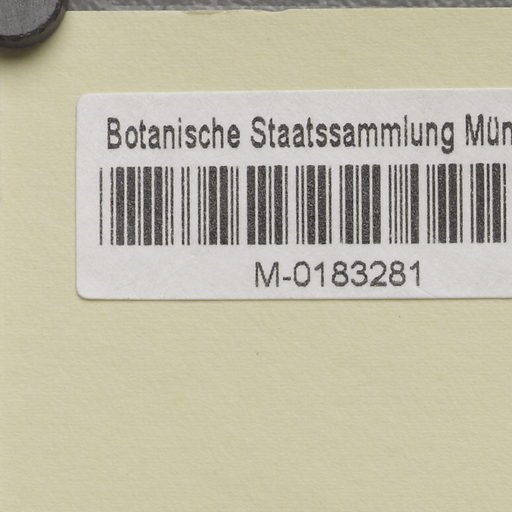 Botanische Staatssammlung Mün
M-0183281